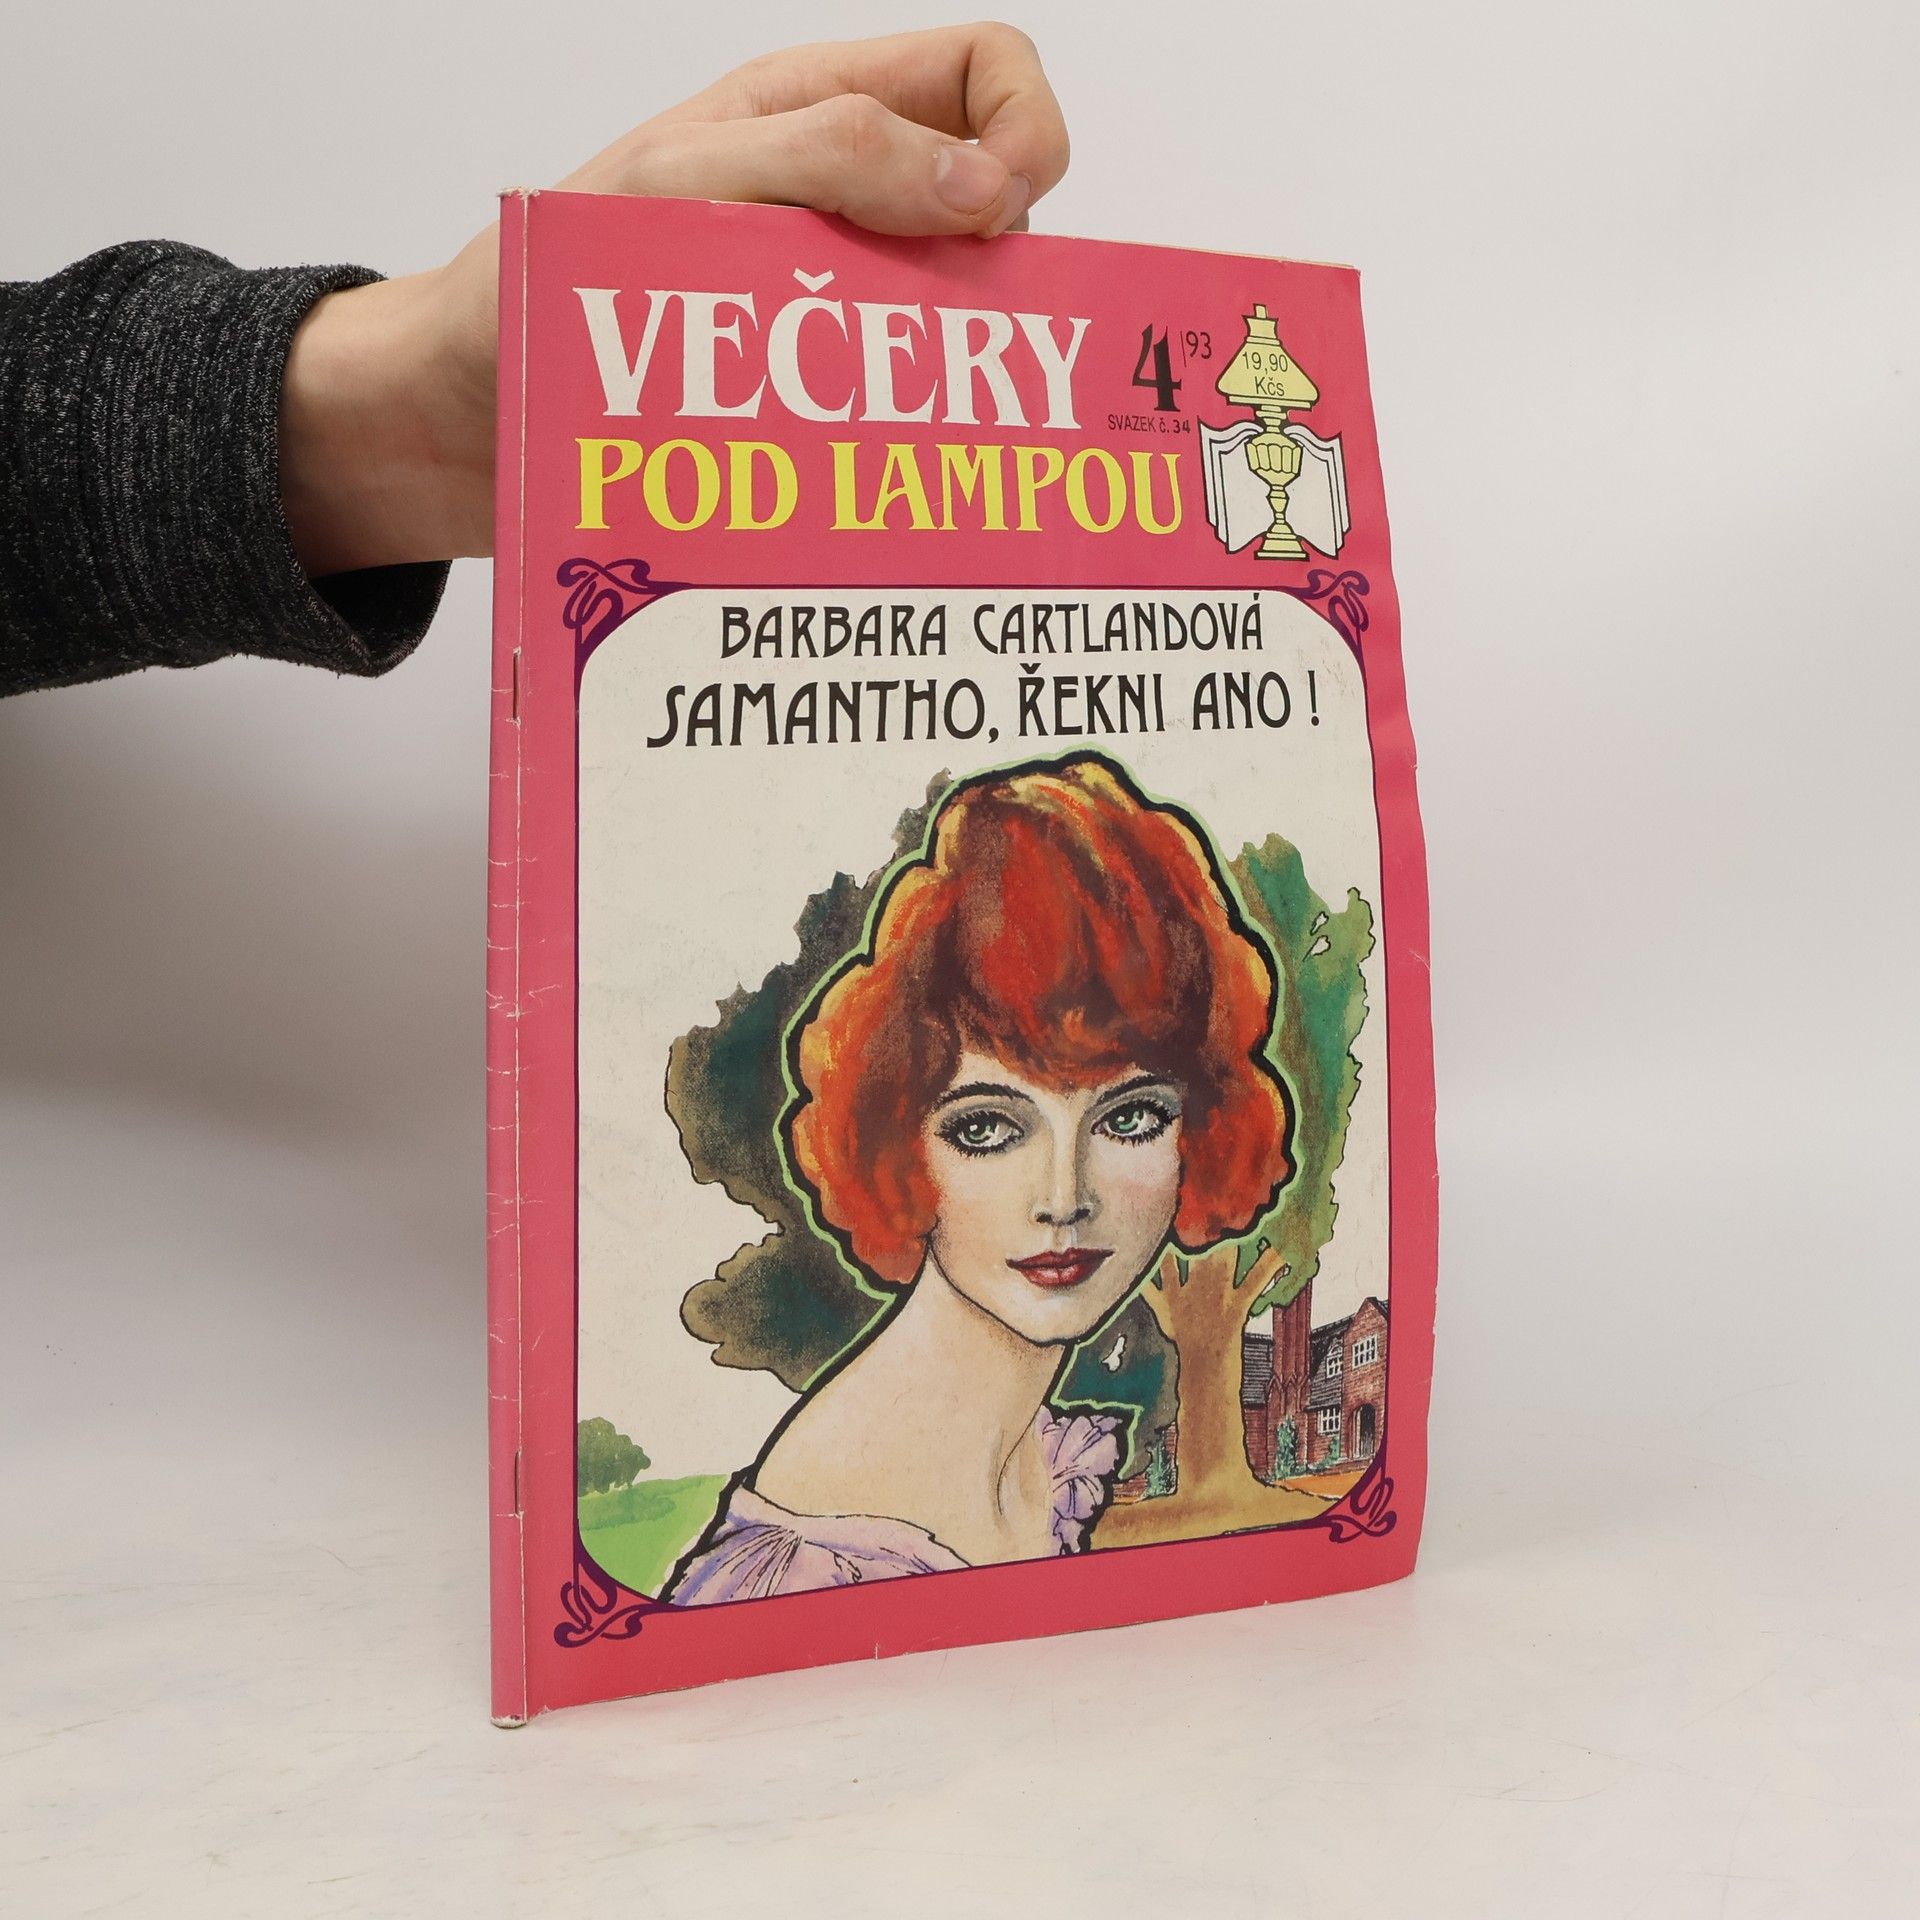 VEČERY
4/93
19,90
Kčs
SVAZEK č. 34
POD LAMPOU
BARBARA CARTLANDOVÁ
SAMANTHO, ŘEKNI ANO !